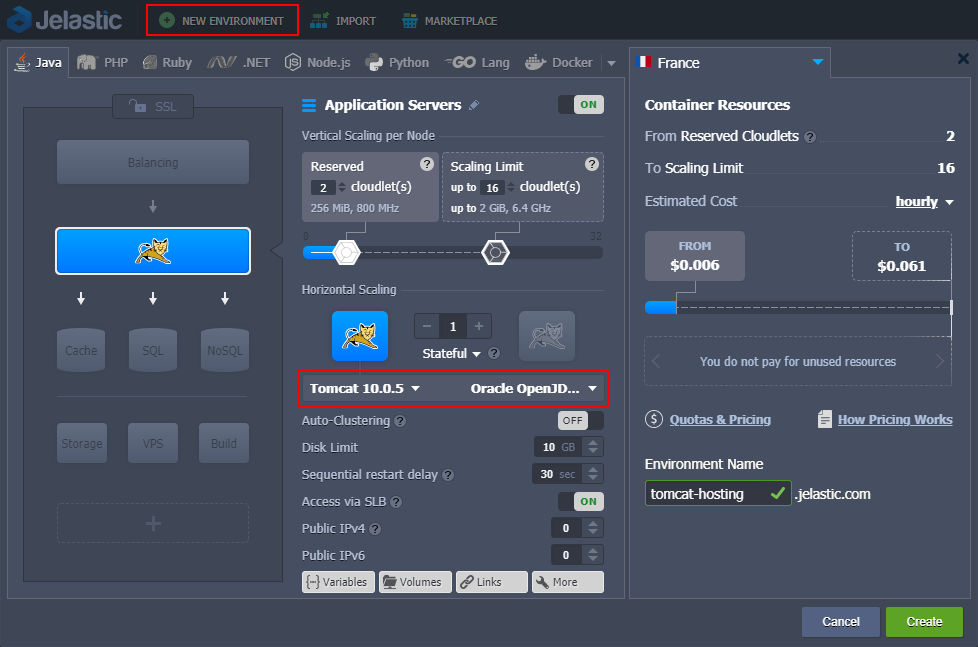 Jelastic NEW ENVIRONMENT IMPORT MARKETPLACE
Java PHP Ruby .NET Node.js Python Lang Docker
GO
SSL
Balancing
Cache SQL NoSQL
Storage VPS Build
Application Servers ON
Vertical Scaling per Node
Reserved ?
2 cloudlet(s)
256 MiB, 800 MHz
Scaling Limit ?
up to 16 cloudlet(s)
up to 2 GiB, 6.4 GHz
0 32
Horizontal Scaling
1
Stateful ?
Tomcat 10.0.5 Oracle OpenJD...
Auto-Clustering ? OFF
Disk Limit 10 GB
Sequential restart delay ? 30 sec
Access via SLB ? ON
Public IPv4 ? 0
Public IPv6 0
Variables Volumes Links More
France
Container Resources
From Reserved Cloudlets ? 2
To Scaling Limit 16
Estimated Cost hourly
FROM
$0.006
TO
$0.061
You do not pay for unused resources
$ Quotas & Pricing How Pricing Works
Environment Name
tomcat-hosting .jelastic.com
Cancel Create